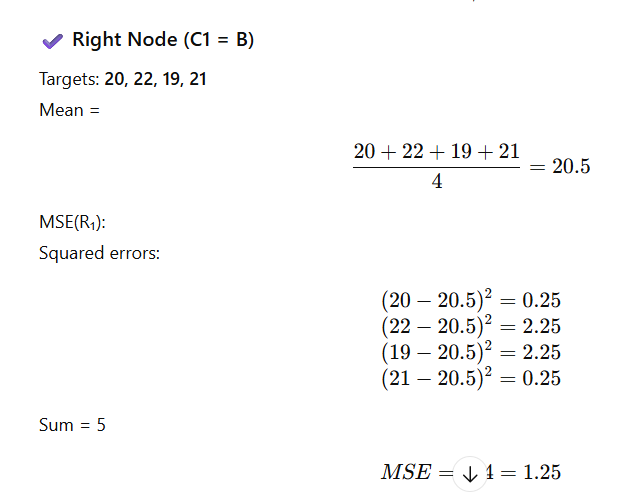 Right Node (C1 = B)
Targets: 20, 22, 19, 21
Mean =
20 + 22 + 19 + 21
4
= 20.5
MSE(R₁):
Squared errors:
(20 − 20.5)² = 0.25
(22 − 20.5)² = 2.25
(19 − 20.5)² = 2.25
(21 − 20.5)² = 0.25
Sum = 5
MSE = 4 = 1.25